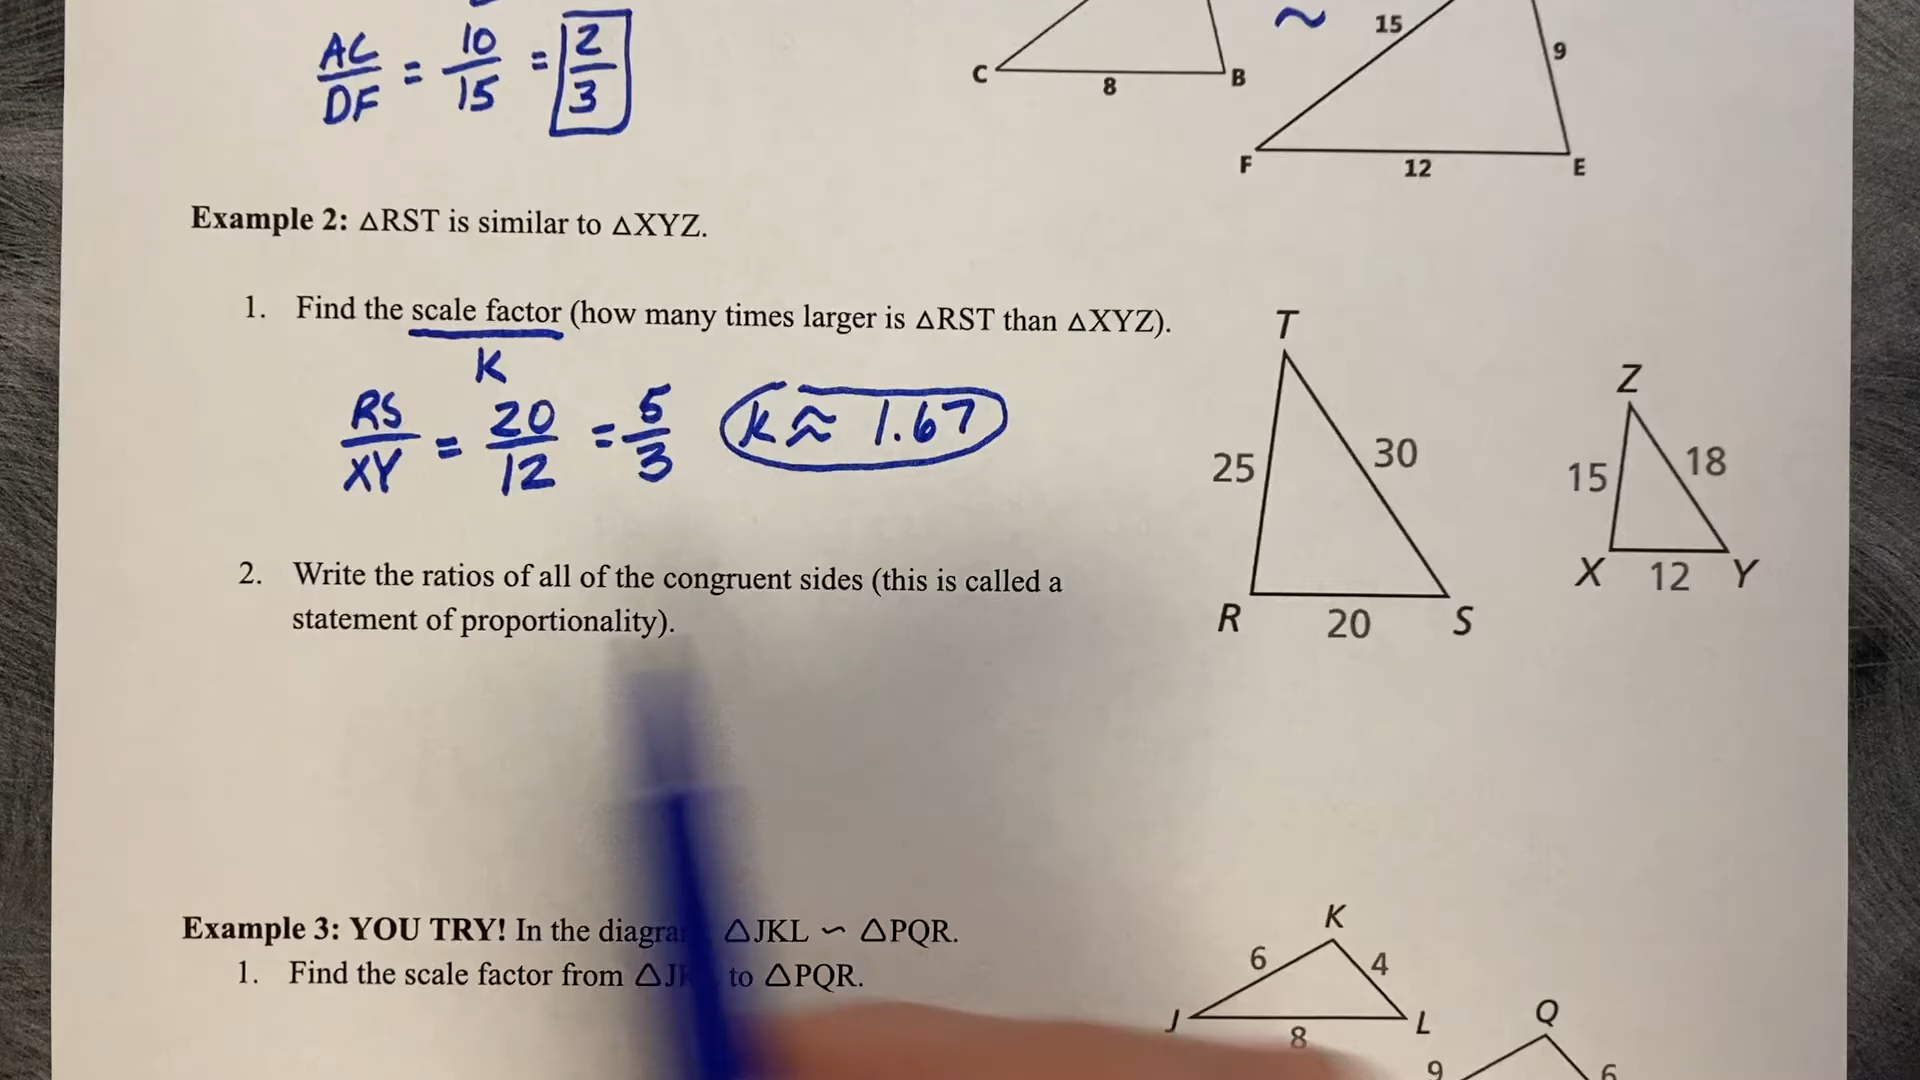 AC
DF
=
10
15
=
2
3
C
8
B
~
15
9
F
12
E
Example 2: △RST is similar to △XYZ.
1. Find the scale factor (how many times larger is △RST than △XYZ).
K
RS
XY
=
20
12
=
5
3
k ≈ 1.67
T
25
30
R
20
S
Z
15
18
X
12
Y
2. Write the ratios of all of the congruent sides (this is called a
statement of proportionality).
Example 3: YOU TRY! In the △JKL ∽ △PQR.
1. Find the scale factor from to △PQR.
K
6
4
J
8
L
Q
9
6